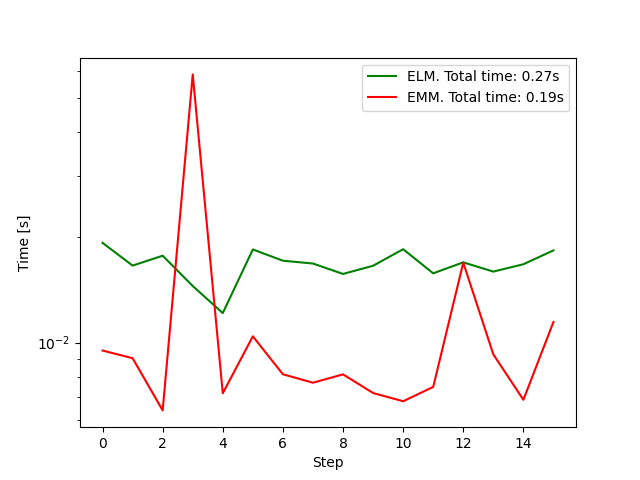 ELM. Total time: 0.27s
EMM. Total time: 0.19s
Time [s]
10⁻²
0 2 4 6 8 10 12 14
Step